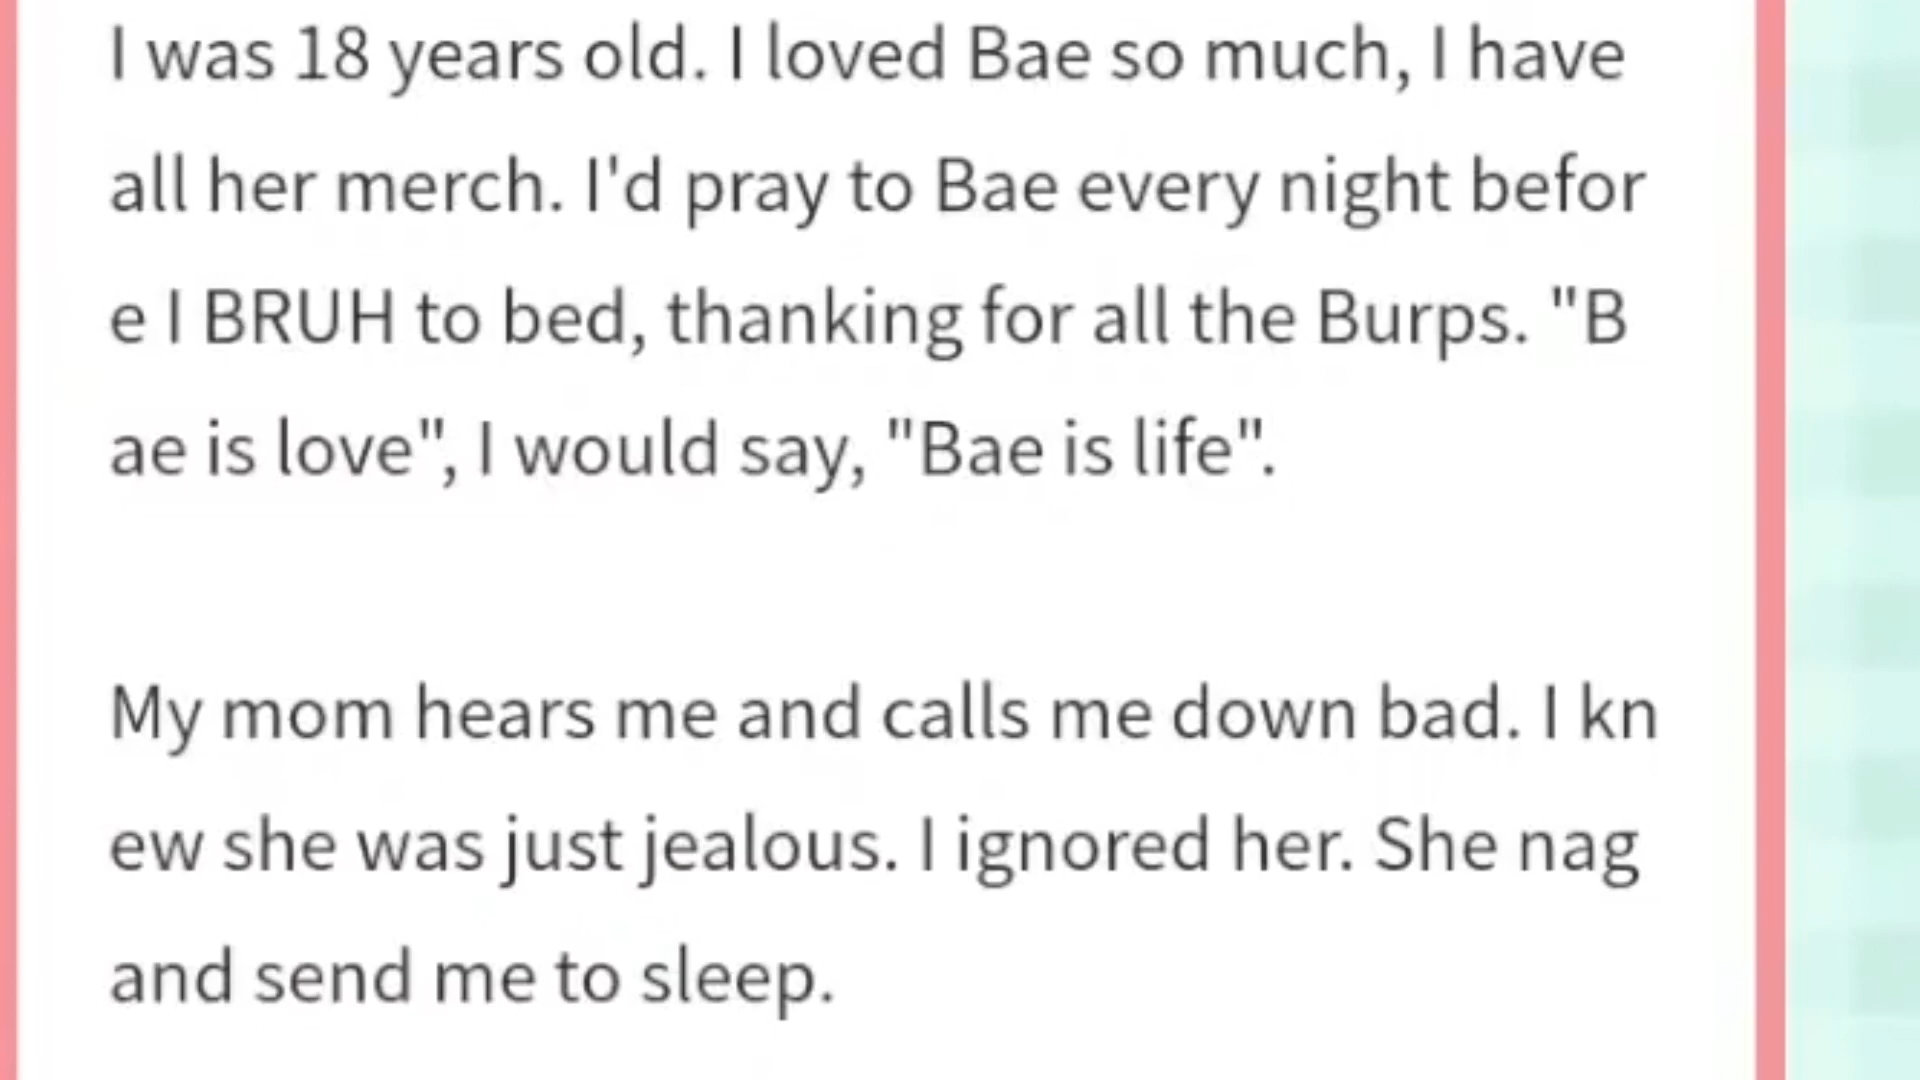 I was 18 years old. I loved Bae so much, I have
all her merch. I'd pray to Bae every night befor
e I BRUH to bed, thanking for all the Burps. "B
ae is love", I would say, "Bae is life".
My mom hears me and calls me down bad. I kn
ew she was just jealous. I ignored her. She nag
and send me to sleep.